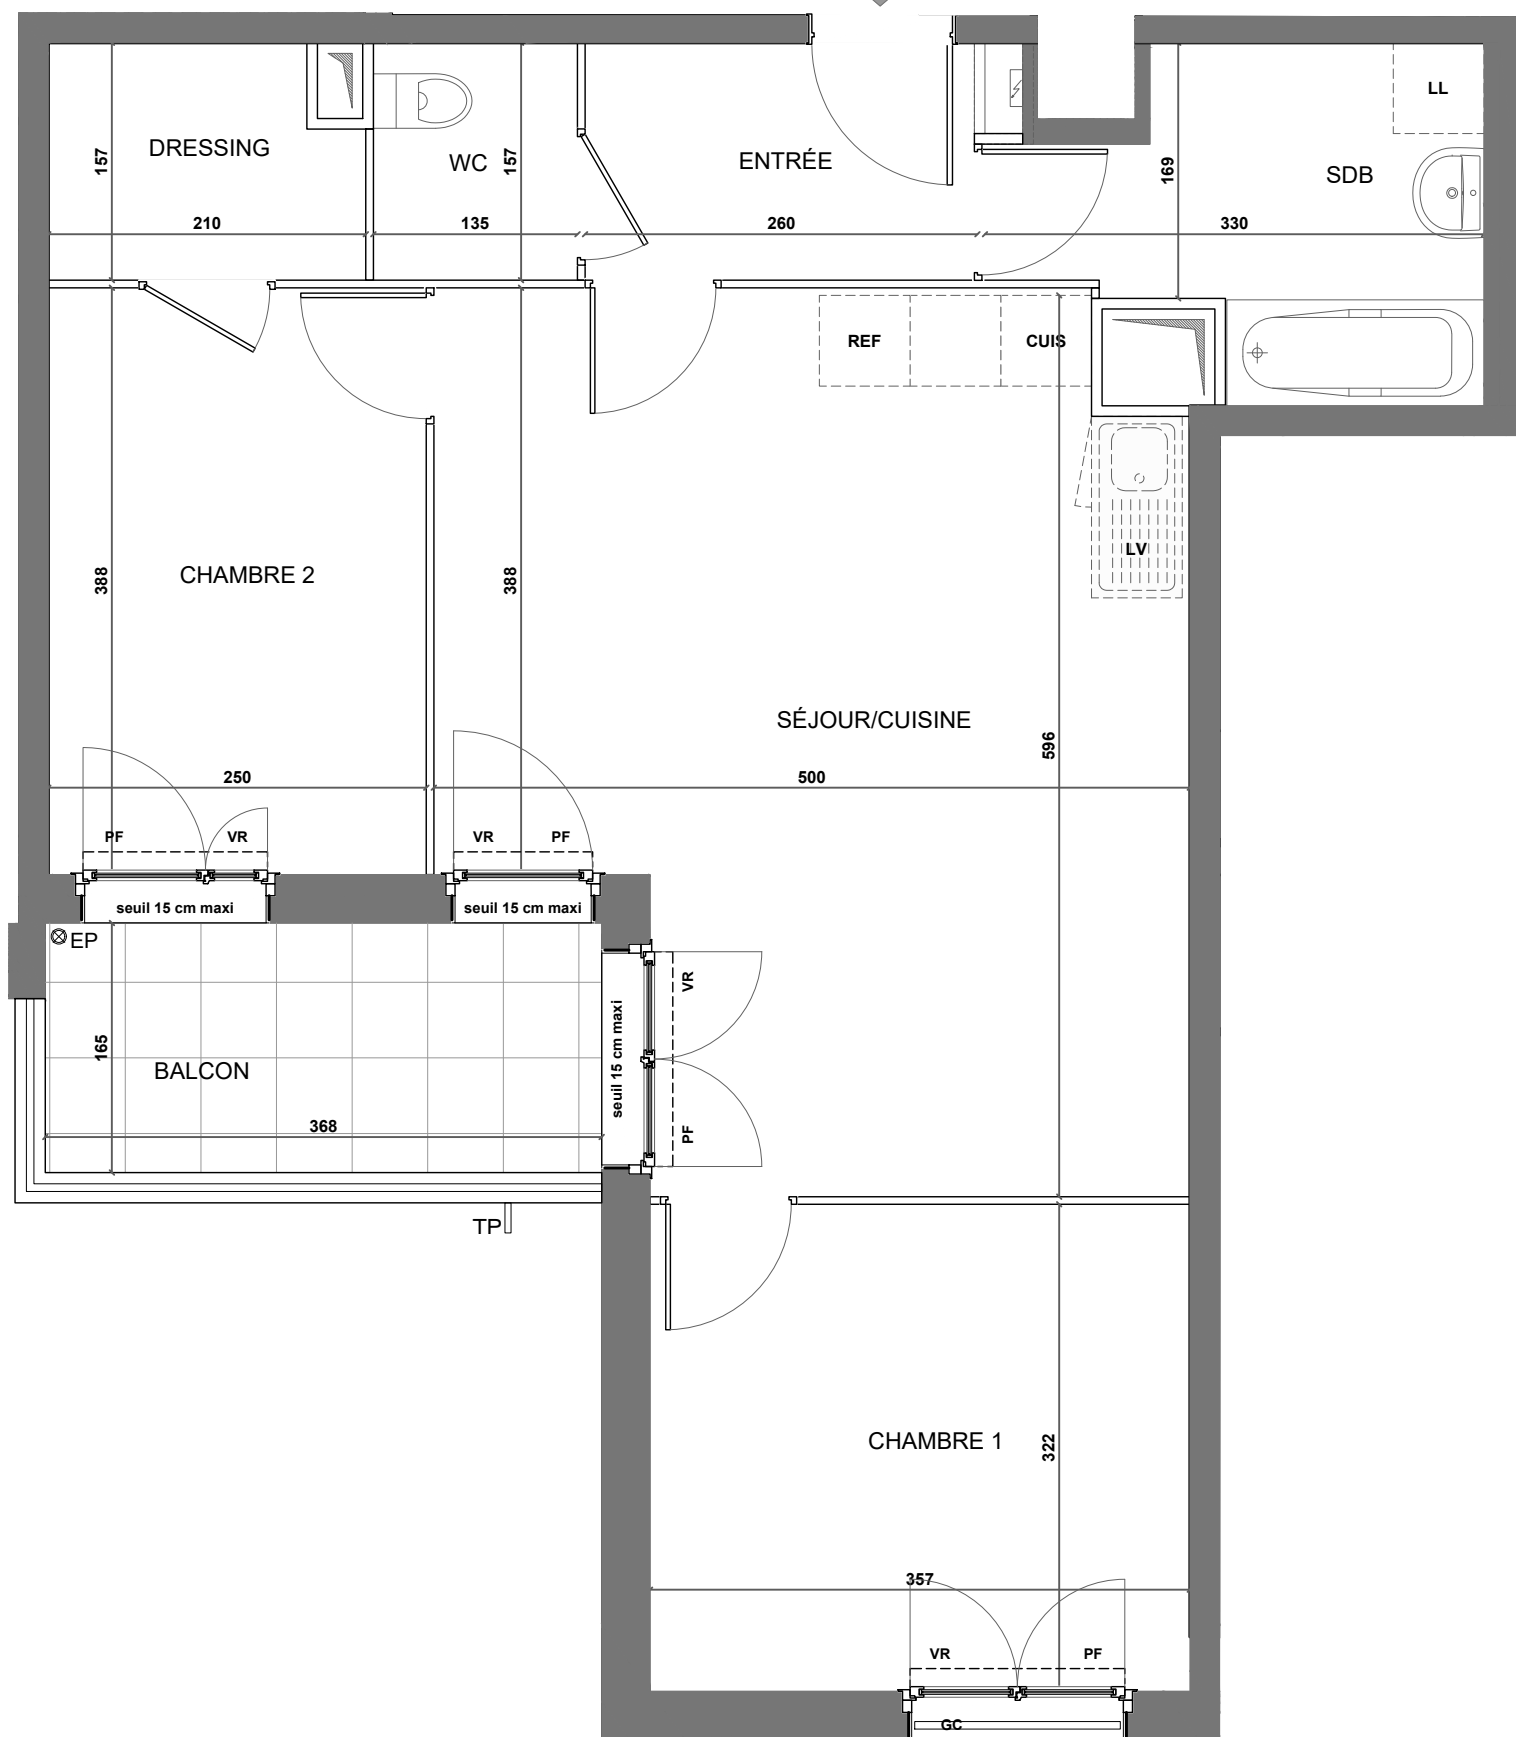 LL
DRESSING
WC
ENTRÉE
SDB
157
157
169
210
135
260
330
REF
CUIS
LV
CHAMBRE 2
388
388
SÉJOUR/CUISINE
596
250
500
PF
VR
VR
PF
seuil 15 cm maxi
seuil 15 cm maxi
EP
VR
seuil 15 cm maxi
165
BALCON
368
PF
TP
CHAMBRE 1
322
357
VR
PF
GC